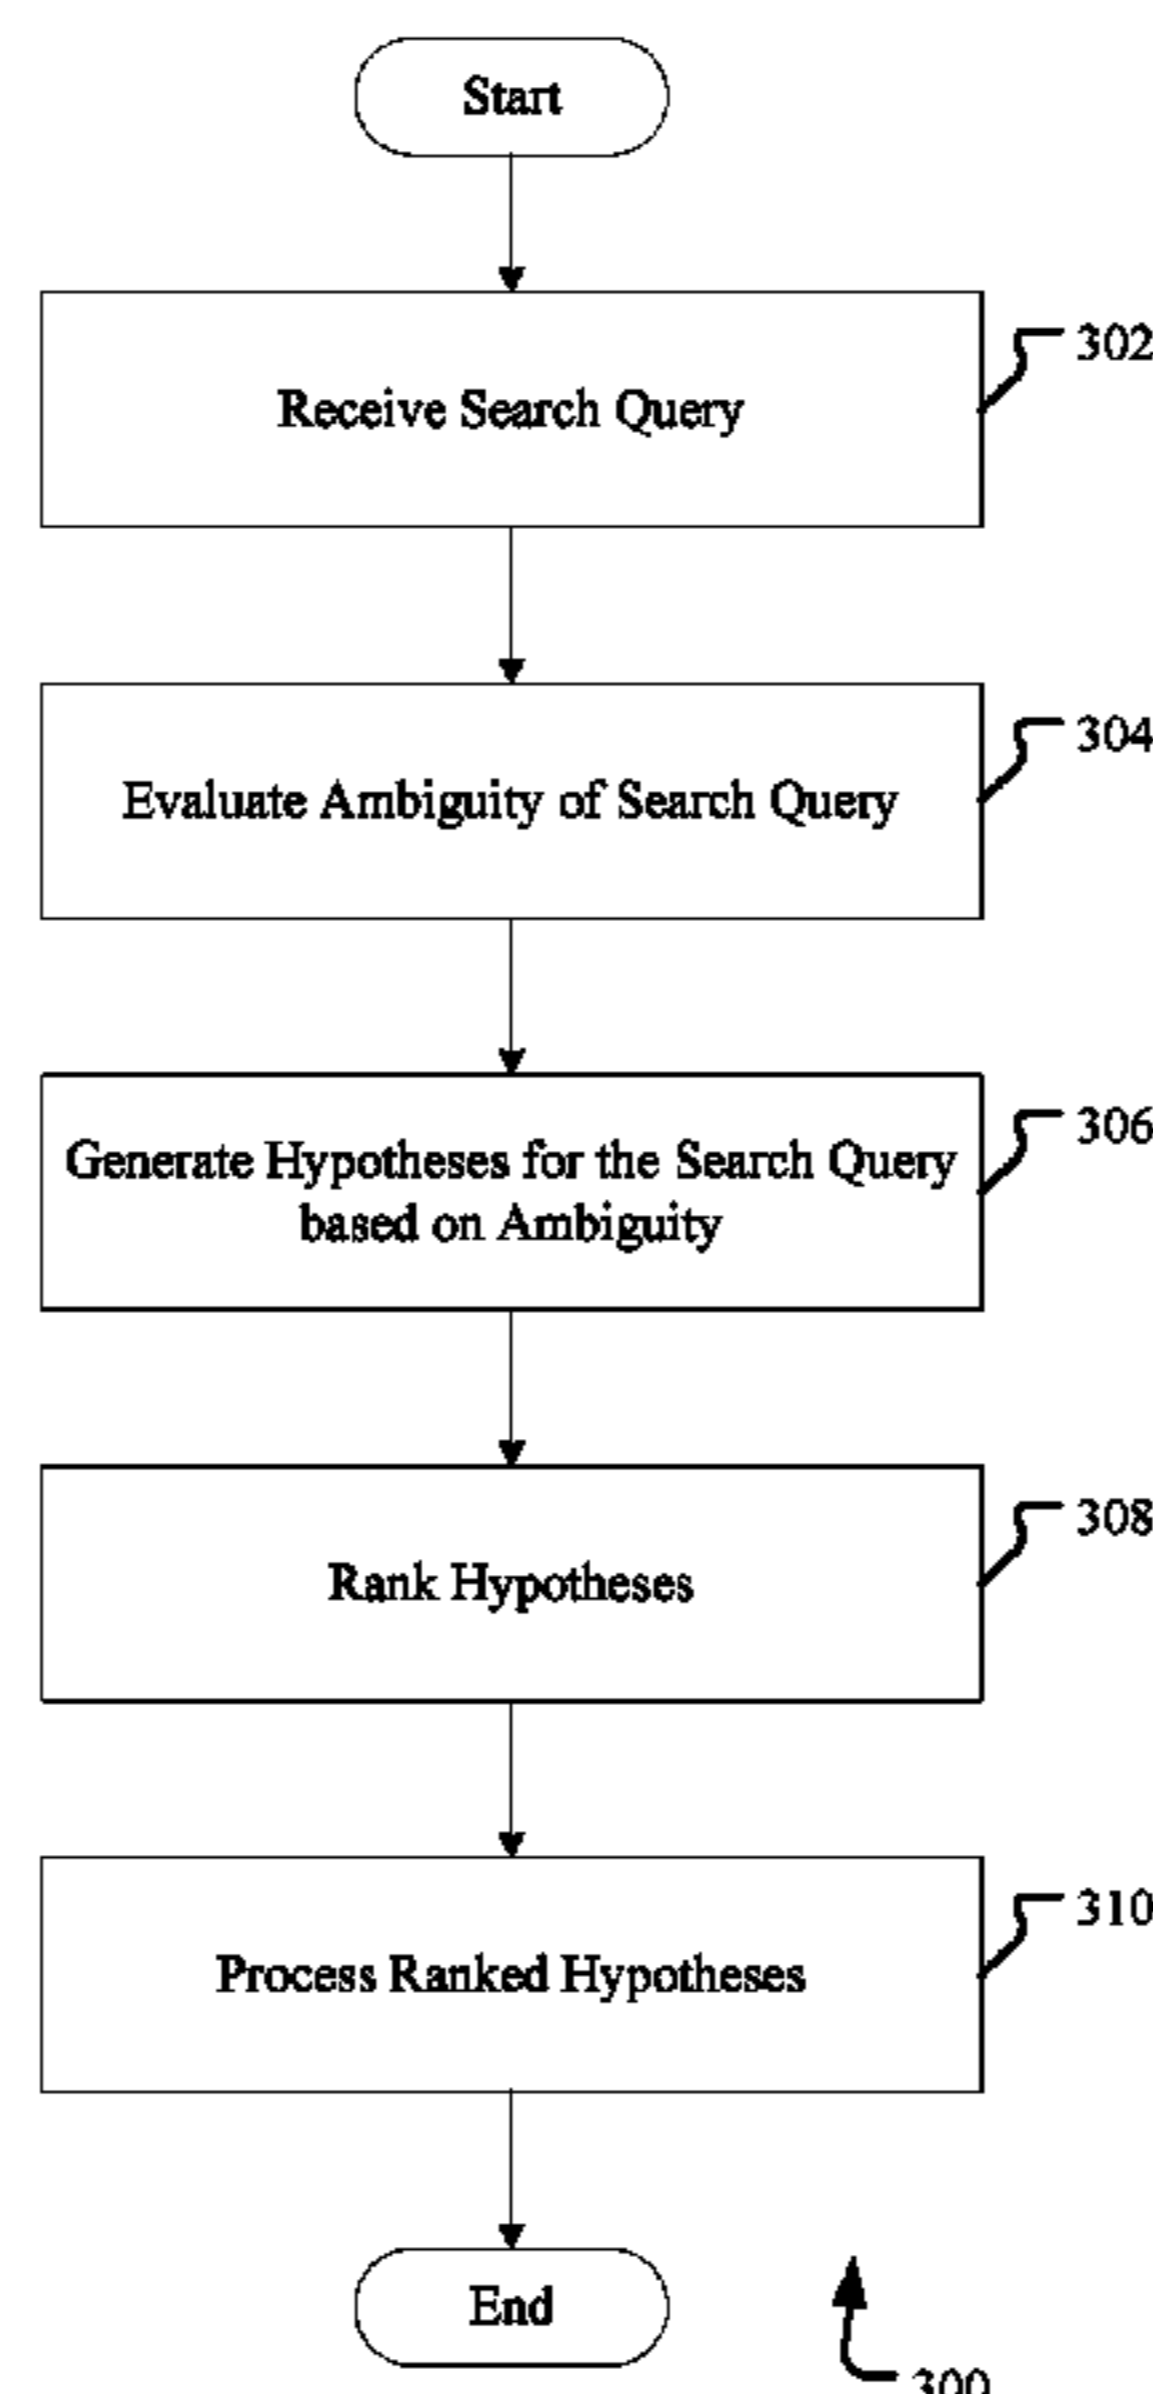 Start
Receive Search Query
302
Evaluate Ambiguity of Search Query
304
Generate Hypotheses for the Search Query
based on Ambiguity
306
Rank Hypotheses
308
Process Ranked Hypotheses
310
End
300